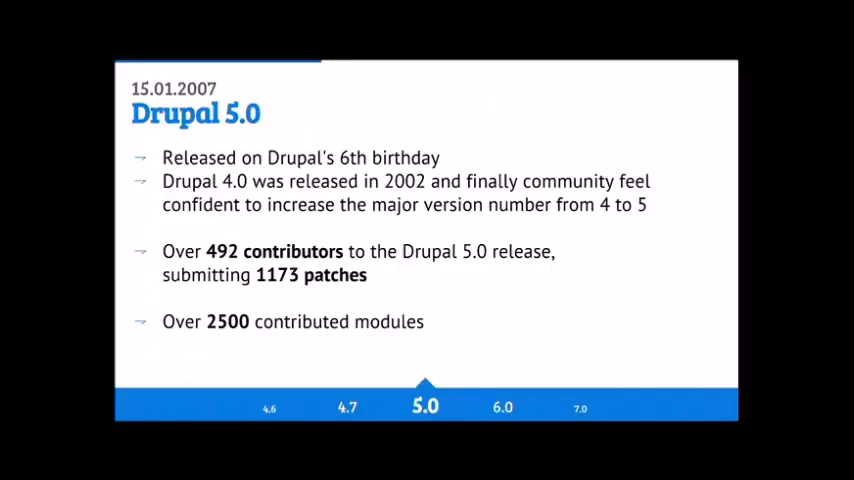 15.01.2007
Drupal 5.0
→ Released on Drupal's 6th birthday
→ Drupal 4.0 was released in 2002 and finally community feel
confident to increase the major version number from 4 to 5
→ Over 492 contributors to the Drupal 5.0 release,
submitting 1173 patches
→ Over 2500 contributed modules
4.6 4.7 5.0 6.0 7.0